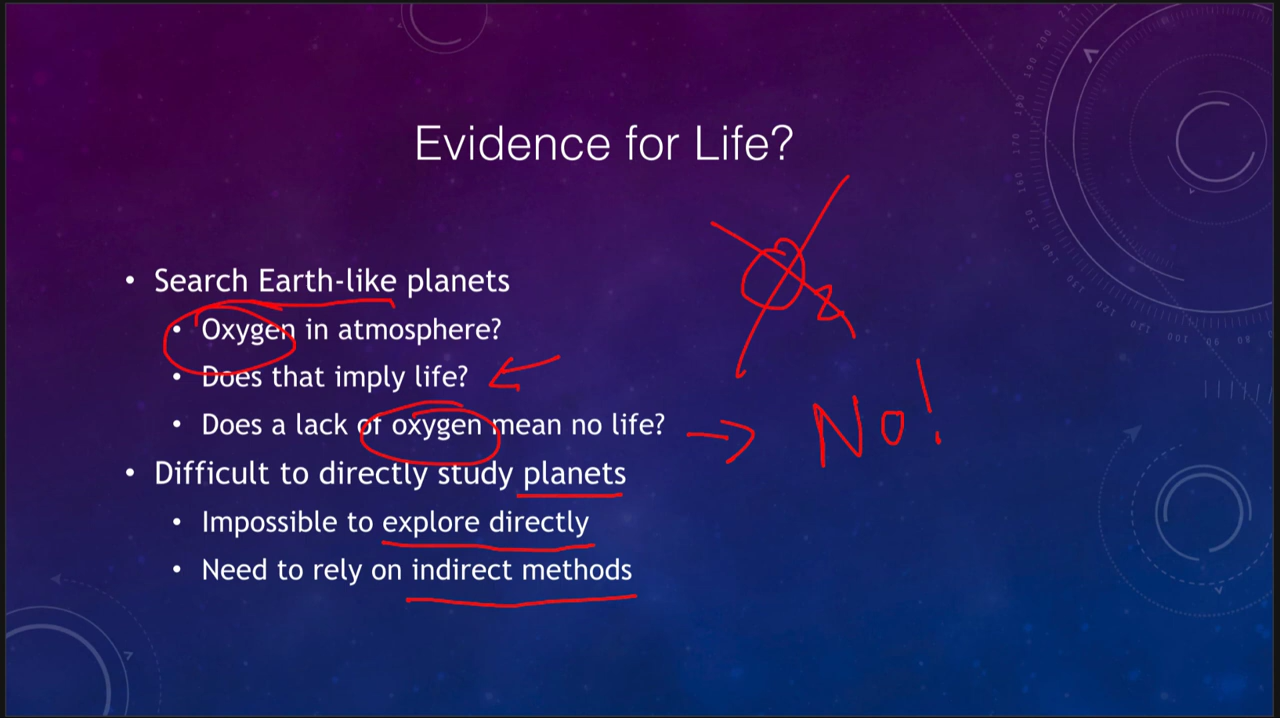 Evidence for Life?
• Search Earth-like planets
• Oxygen in atmosphere?
• Does that imply life?
• Does a lack of oxygen mean no life? → No!
O2
• Difficult to directly study planets
• Impossible to explore directly
• Need to rely on indirect methods